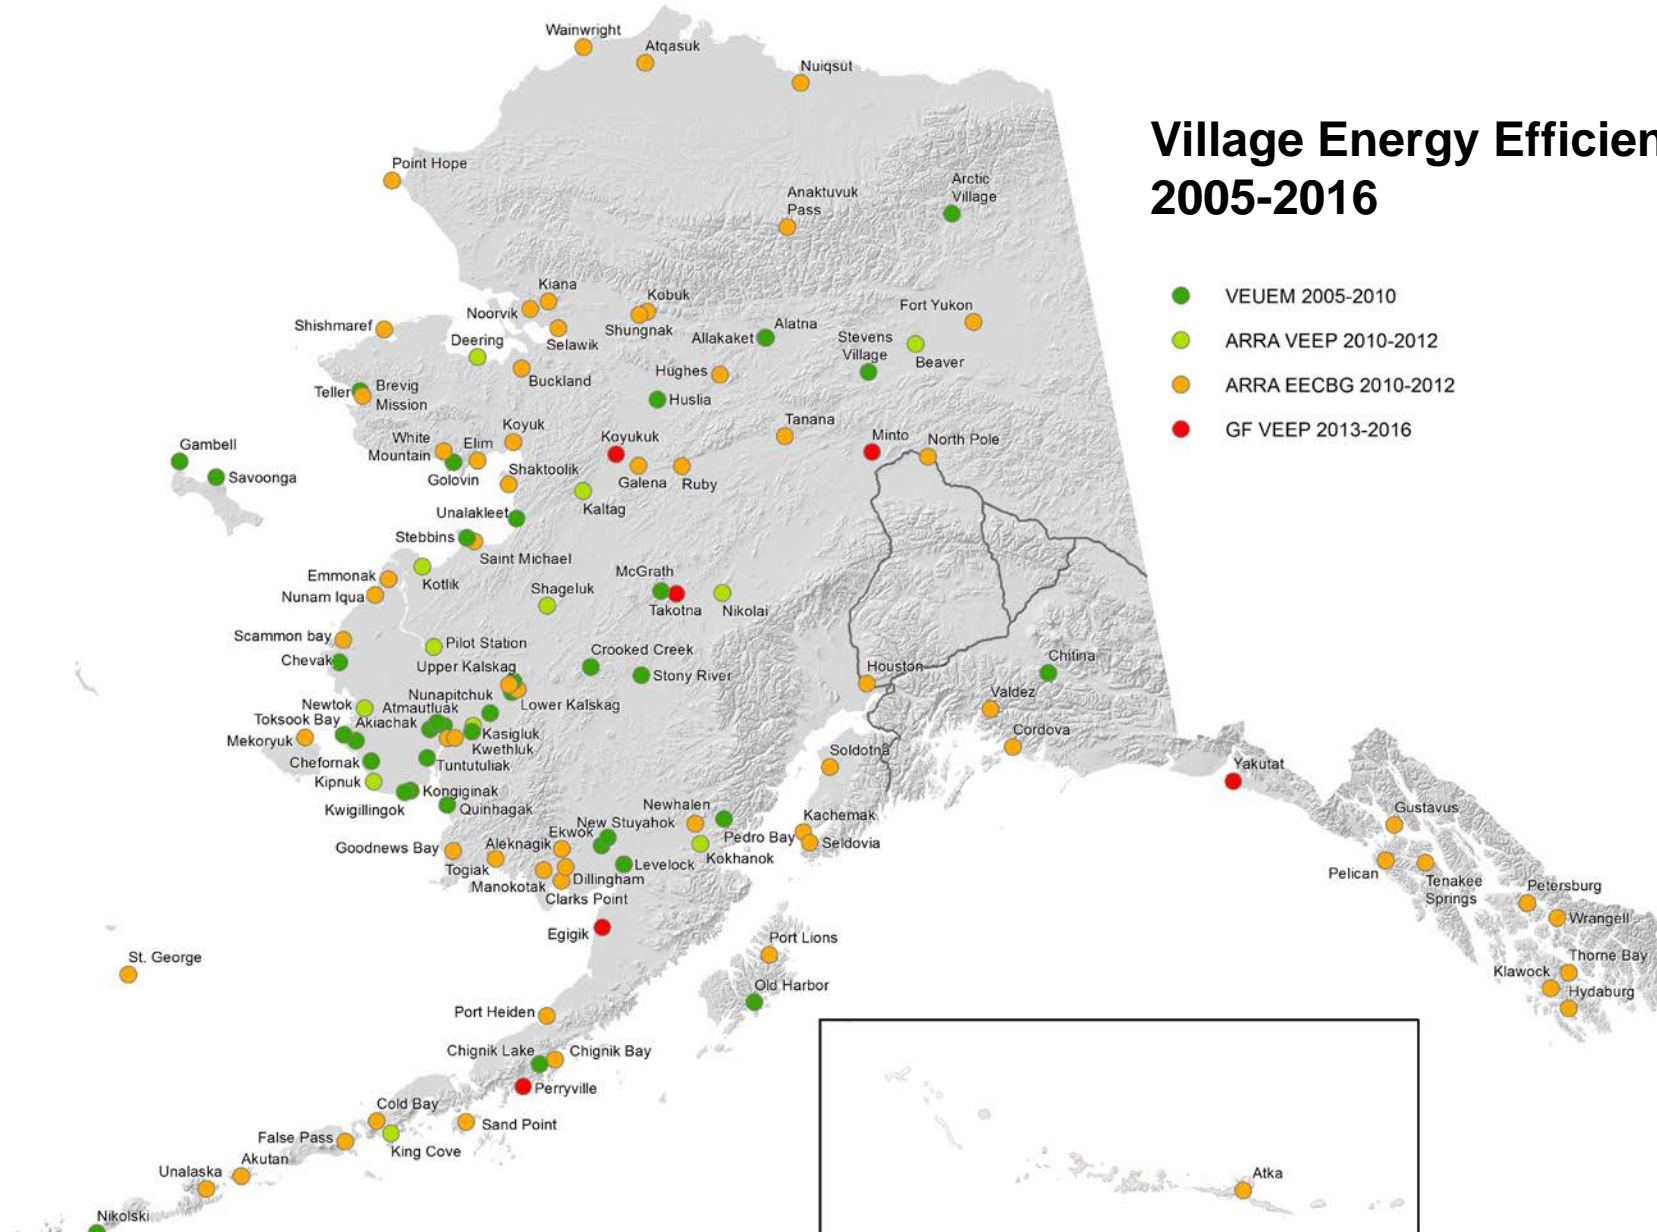 Village Energy Efficien
2005-2016
VEUEM 2005-2010
ARRA VEEP 2010-2012
ARRA EECBG 2010-2012
GF VEEP 2013-2016
Wainwright
Atqasuk
Nuiqsut
Point Hope
Anaktuvuk
Pass
Arctic
Village
Kiana
Noorvik
Kobuk
Shungnak
Selawik
Shishmaref
Deering
Buckland
Allakaket
Alatna
Stevens
Village
Fort Yukon
Beaver
Hughes
Huslia
Teller
Brevig
Mission
Koyuk
White
Mountain
Elim
Golovin
Koyukuk
Tanana
Minto
North Pole
Gambell
Savoonga
Shaktoolik
Galena
Ruby
Kaltag
Unalakleet
Stebbins
Saint Michael
Emmonak
Kotlik
Nunam Iqua
Shageluk
McGrath
Takotna
Nikolai
Scammon bay
Chevak
Pilot Station
Upper Kalskag
Crooked Creek
Stony River
Houston
Chitina
Valdez
Cordova
Newtok
Nunapitchuk
Atmautluak
Lower Kalskag
Toksook Bay
Akiachak
Mekoryuk
Kasigluk
Kwethluk
Chefornak
Tuntutuliak
Kipnuk
Kongiginak
Kwigillingok
Quinhagak
Soldotna
Yakutat
Newhalen
New Stuyahok
Ekwok
Pedro Bay
Kachemak
Seldovia
Goodnews Bay
Aleknagik
Kokhanok
Togiak
Levelock
Manokotak
Dillingham
Clarks Point
Egigik
Gustavus
Pelican
Tenakee
Springs
Petersburg
Wrangell
Thorne Bay
Klawock
Hydaburg
St. George
Port Lions
Old Harbor
Port Heiden
Chignik Lake
Chignik Bay
Perryville
Cold Bay
Sand Point
False Pass
King Cove
Akutan
Unalaska
Nikolski
Atka